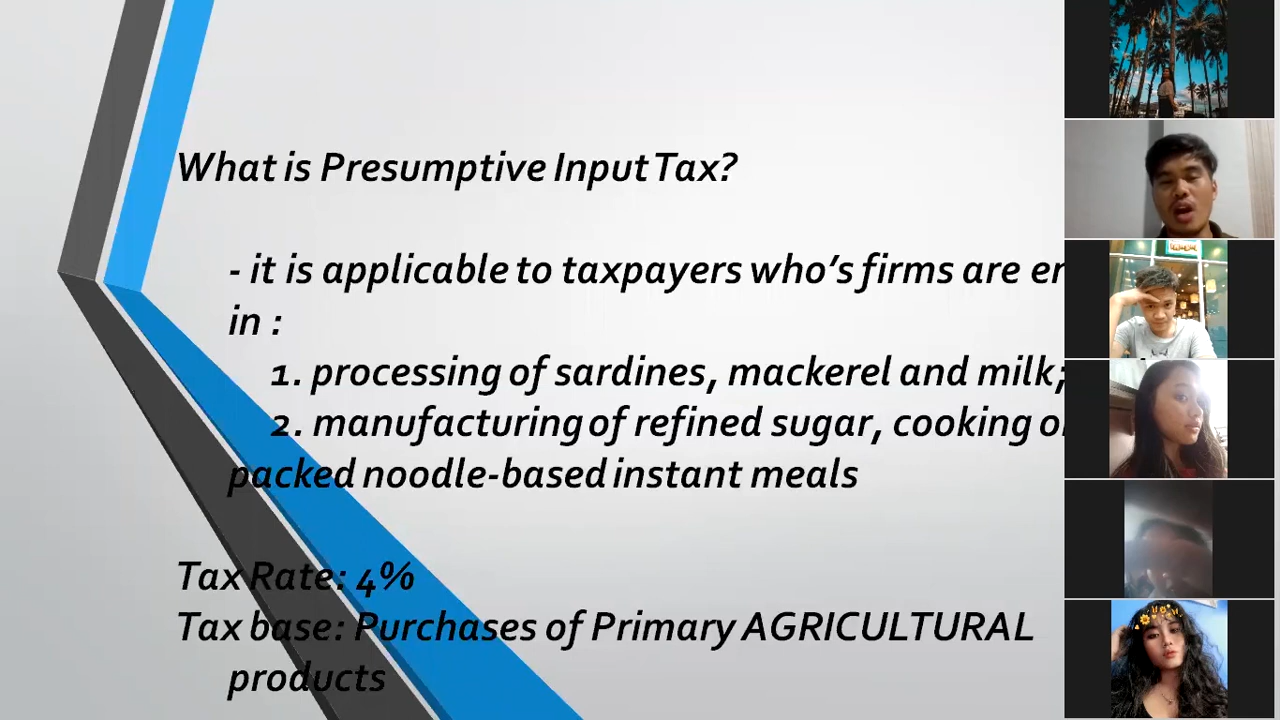 What is Presumptive Input Tax?
- it is applicable to taxpayers who's firms are
in :
1. processing of sardines, mackerel and milk;
2. manufacturing of refined sugar, cooking
packed noodle-based instant meals
Tax Rate: 4%
Tax base: Purchases of Primary AGRICULTURAL
products